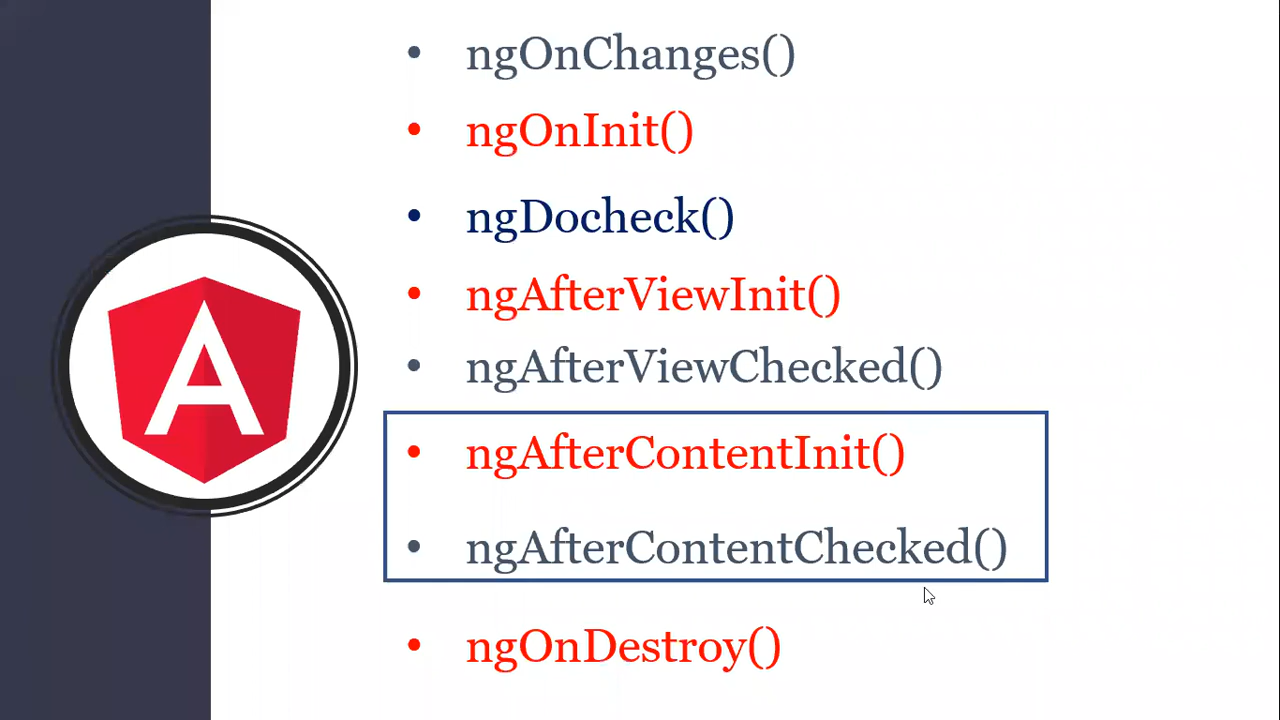 • ngOnChanges()
• ngOnInit()
• ngDocheck()
• ngAfterViewInit()
• ngAfterViewChecked()
• ngAfterContentInit()
• ngAfterContentChecked()
• ngOnDestroy()
A